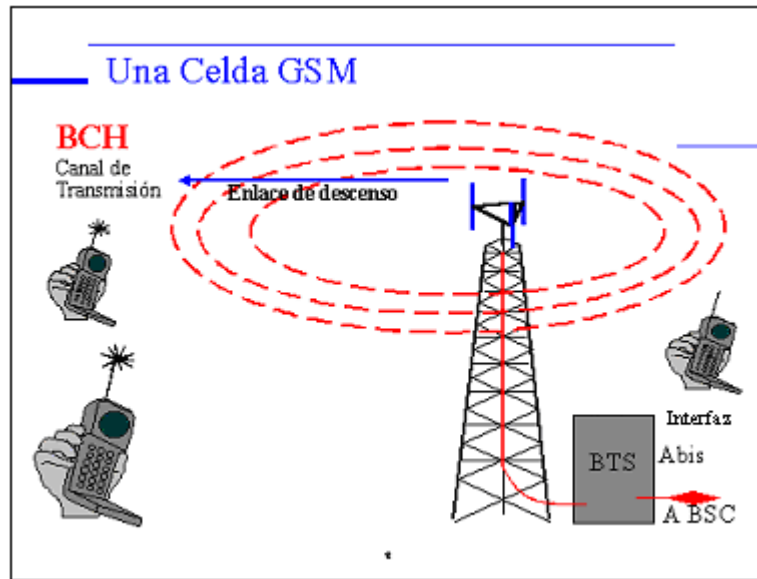 Una Celda GSM
BCH
Canal de
Transmisión
Enlace de descenso
Interfaz
BTS
Abis
A BSC